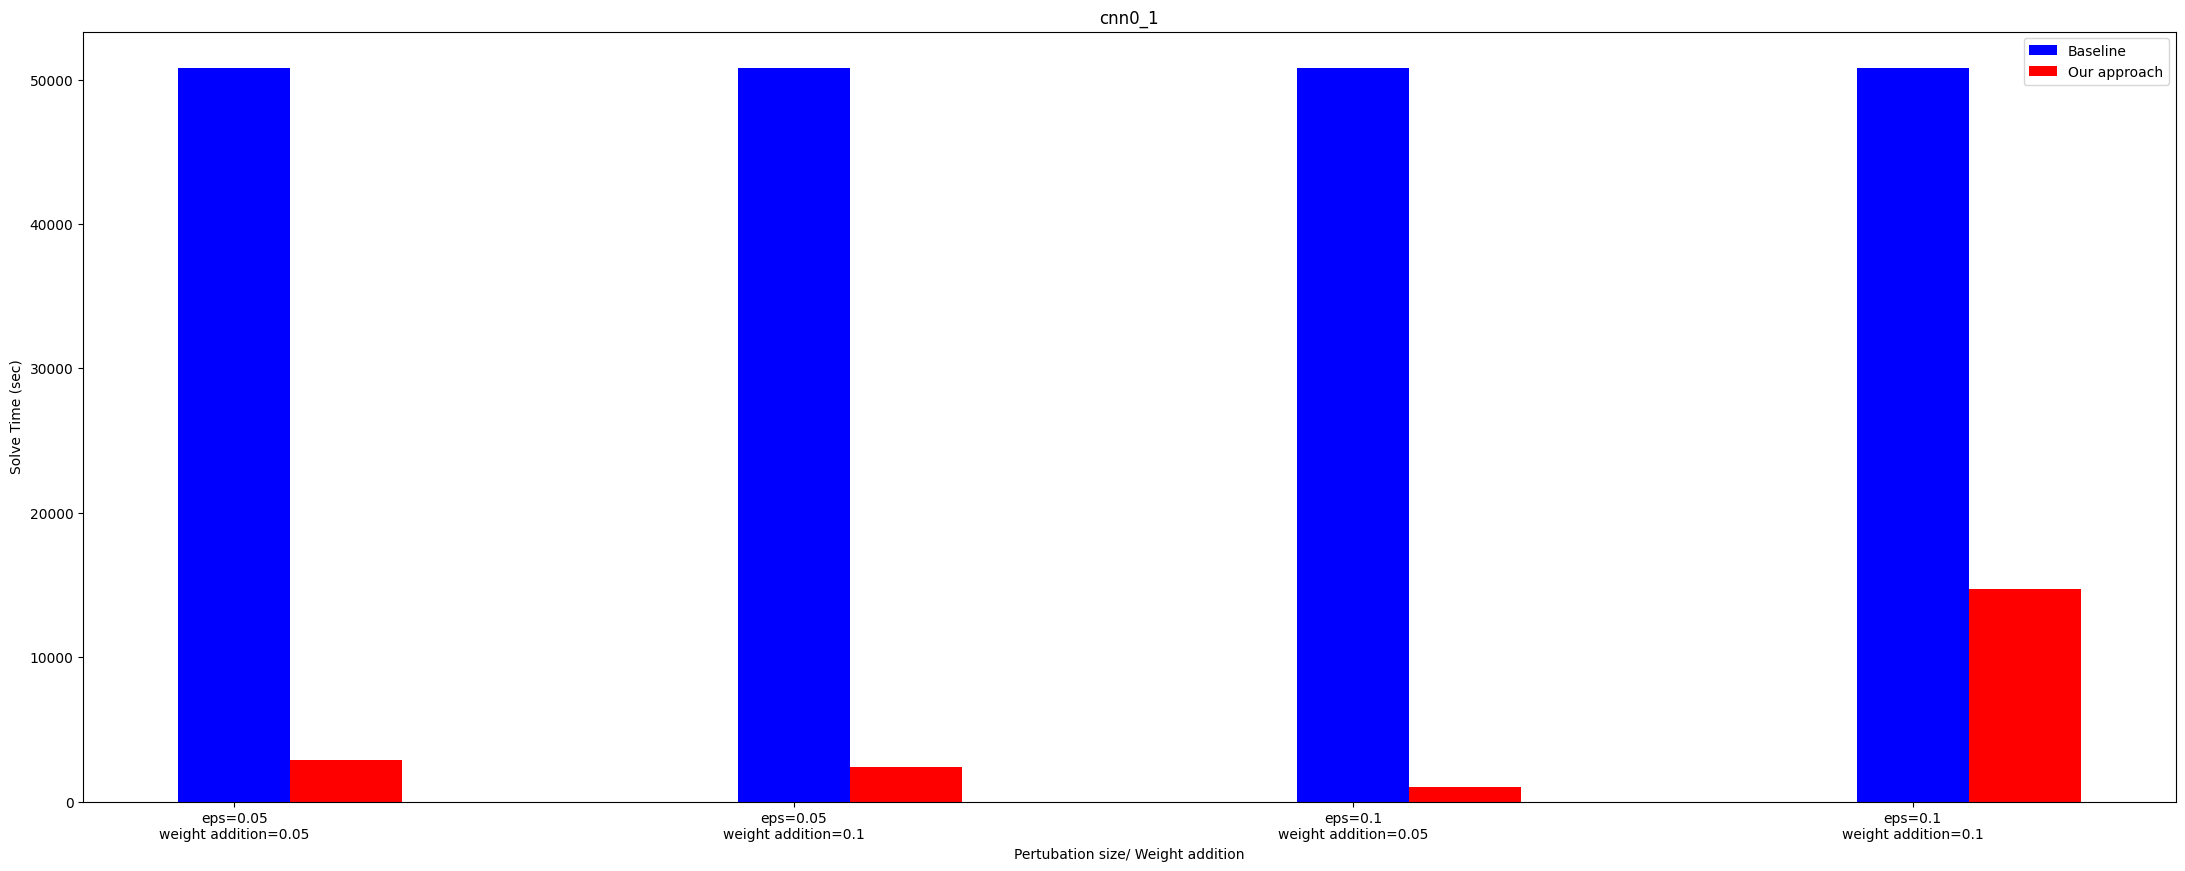 cnn0_1
Baseline
Our approach
Solve Time (sec)
50000
40000
30000
20000
10000
0
eps=0.05
weight addition=0.05
eps=0.05
weight addition=0.1
eps=0.1
weight addition=0.05
eps=0.1
weight addition=0.1
Pertubation size/ Weight addition